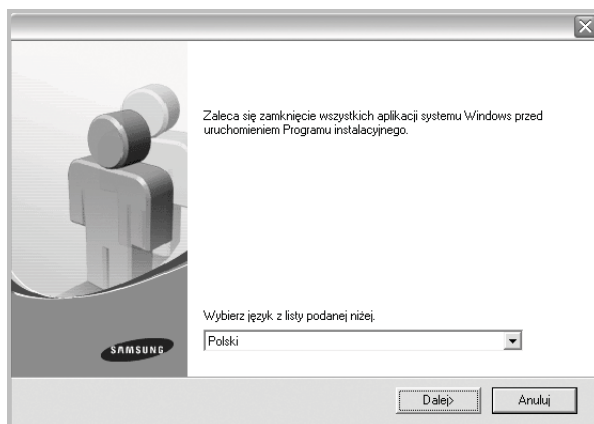 Zaleca się zamknięcie wszystkich aplikacji systemu Windows przed
uruchomieniem Programu instalacyjnego.
Wybierz język z listy podanej niżej.
Polski
SAMSUNG
Dalej>
Anuluj